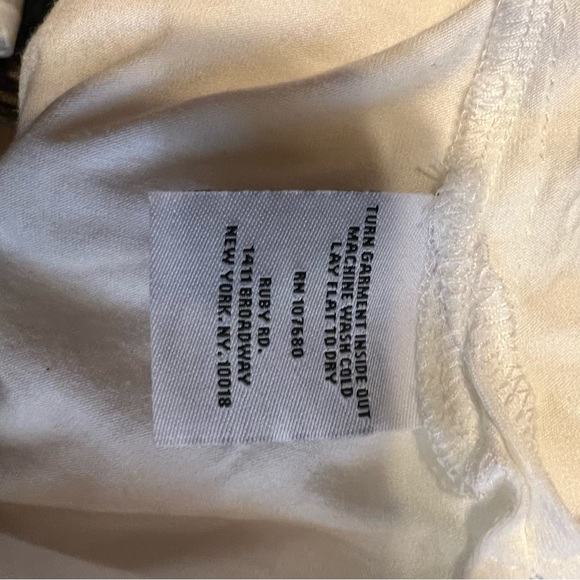 TURN GARMENT INSIDE OUT
MACHINE WASH COLD
LAY FLAT TO DRY
RN 107680
RUBY RD.
1411 BROADWAY
NEW YORK, NY. 10018